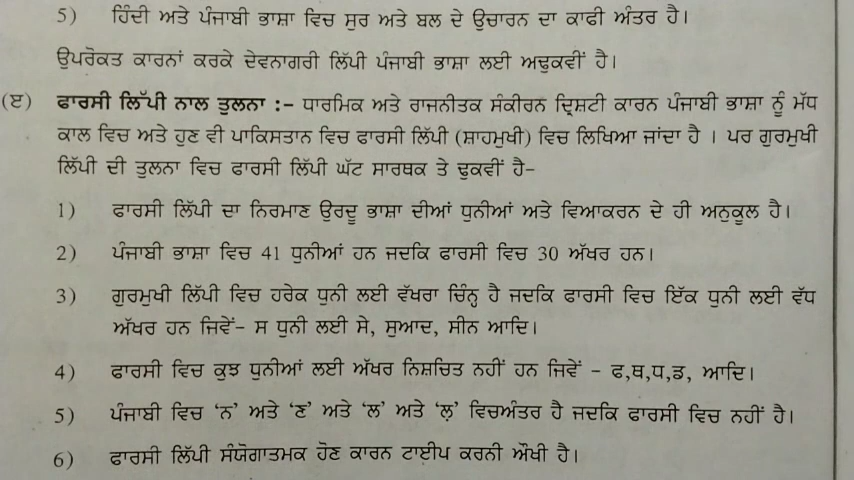 5) ਹਿੰਦੀ ਅਤੇ ਪੰਜਾਬੀ ਭਾਸ਼ਾ ਵਿਚ ਸੁਰ ਅਤੇ ਬਲ ਦੇ ਉਚਾਰਨ ਦਾ ਕਾਫੀ ਅੰਤਰ ਹੈ।
ਉਪਰੋਕਤ ਕਾਰਨਾਂ ਕਰਕੇ ਦੇਵਨਾਗਰੀ ਲਿੱਪੀ ਪੰਜਾਬੀ ਭਾਸ਼ਾ ਲਈ ਅਢੁਕਵੀਂ ਹੈ।
(ੲ) ਫਾਰਸੀ ਲਿੱਪੀ ਨਾਲ ਤੁਲਨਾ :- ਧਾਰਮਿਕ ਅਤੇ ਰਾਜਨੀਤਕ ਸੰਕੀਰਨ ਦ੍ਰਿਸ਼ਟੀ ਕਾਰਨ ਪੰਜਾਬੀ ਭਾਸ਼ਾ ਨੂੰ ਮੱਧ
ਕਾਲ ਵਿਚ ਅਤੇ ਹੁਣ ਵੀ ਪਾਕਿਸਤਾਨ ਵਿਚ ਫਾਰਸੀ ਲਿੱਪੀ (ਸ਼ਾਹਮੁਖੀ) ਵਿਚ ਲਿਖਿਆ ਜਾਂਦਾ ਹੈ । ਪਰ ਗੁਰਮੁਖੀ
ਲਿੱਪੀ ਦੀ ਤੁਲਨਾ ਵਿਚ ਫਾਰਸੀ ਲਿੱਪੀ ਘੱਟ ਸਾਰਥਕ ਤੇ ਢੁਕਵੀਂ ਹੈ-
1) ਫਾਰਸੀ ਲਿੱਪੀ ਦਾ ਨਿਰਮਾਣ ਉਰਦੂ ਭਾਸ਼ਾ ਦੀਆਂ ਧੁਨੀਆਂ ਅਤੇ ਵਿਆਕਰਨ ਦੇ ਹੀ ਅਨੁਕੂਲ ਹੈ।
2) ਪੰਜਾਬੀ ਭਾਸ਼ਾ ਵਿਚ 41 ਧੁਨੀਆਂ ਹਨ ਜਦਕਿ ਫਾਰਸੀ ਵਿਚ 30 ਅੱਖਰ ਹਨ।
3) ਗੁਰਮੁਖੀ ਲਿੱਪੀ ਵਿਚ ਹਰੇਕ ਧੁਨੀ ਲਈ ਵੱਖਰਾ ਚਿੰਨ੍ਹ ਹੈ ਜਦਕਿ ਫਾਰਸੀ ਵਿਚ ਇੱਕ ਧੁਨੀ ਲਈ ਵੱਧ
ਅੱਖਰ ਹਨ ਜਿਵੇਂ- ਸ ਧੁਨੀ ਲਈ ਸੇ, ਸੁਆਦ, ਸੀਨ ਆਦਿ।
4) ਫਾਰਸੀ ਵਿਚ ਕੁਝ ਧੁਨੀਆਂ ਲਈ ਅੱਖਰ ਨਿਸ਼ਚਿਤ ਨਹੀਂ ਹਨ ਜਿਵੇਂ - ਫ,ਥ,ਧ,ਡ, ਆਦਿ।
5) ਪੰਜਾਬੀ ਵਿਚ ‘ਨ’ ਅਤੇ ‘ਣ’ ਅਤੇ ‘ਲ’ ਅਤੇ ‘ਲ਼’ ਵਿਚਅੰਤਰ ਹੈ ਜਦਕਿ ਫਾਰਸੀ ਵਿਚ ਨਹੀਂ ਹੈ।
6) ਫਾਰਸੀ ਲਿੱਪੀ ਸੰਯੋਗਾਤਮਕ ਹੋਣ ਕਾਰਨ ਟਾਈਪ ਕਰਨੀ ਔਖੀ ਹੈ।